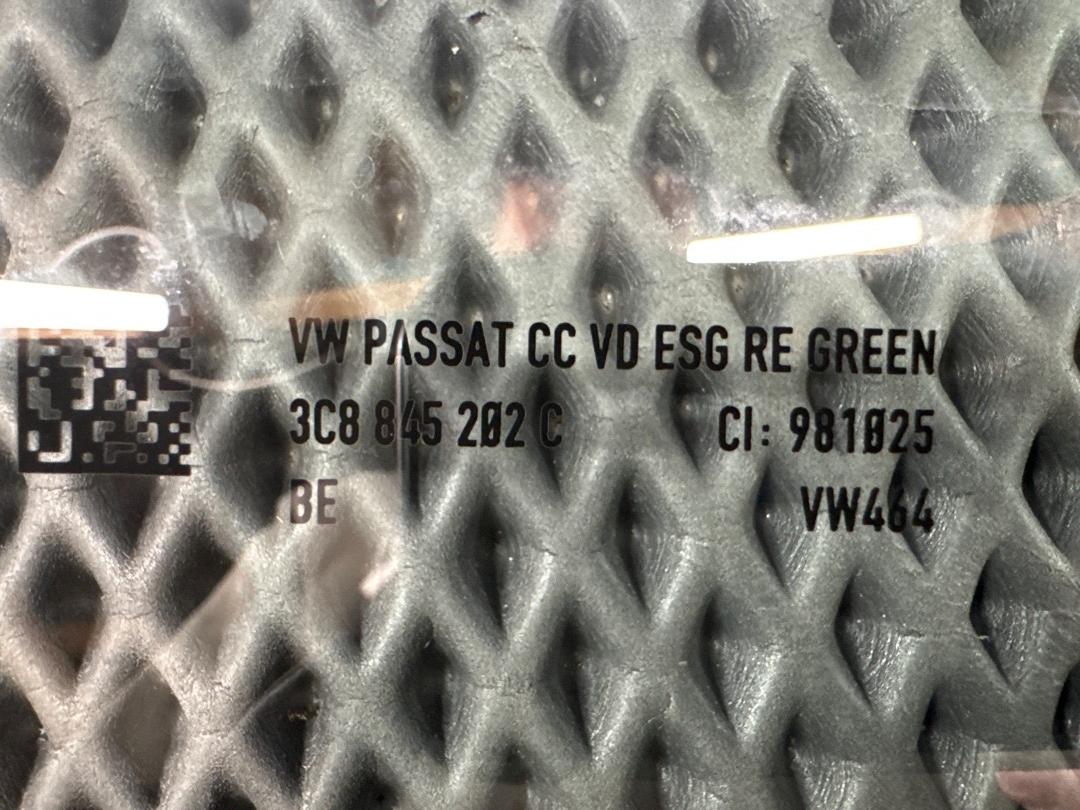 VW PASSAT CC VD ESG RE GREEN
3C8 845 202 C CI: 981025
BE VW464